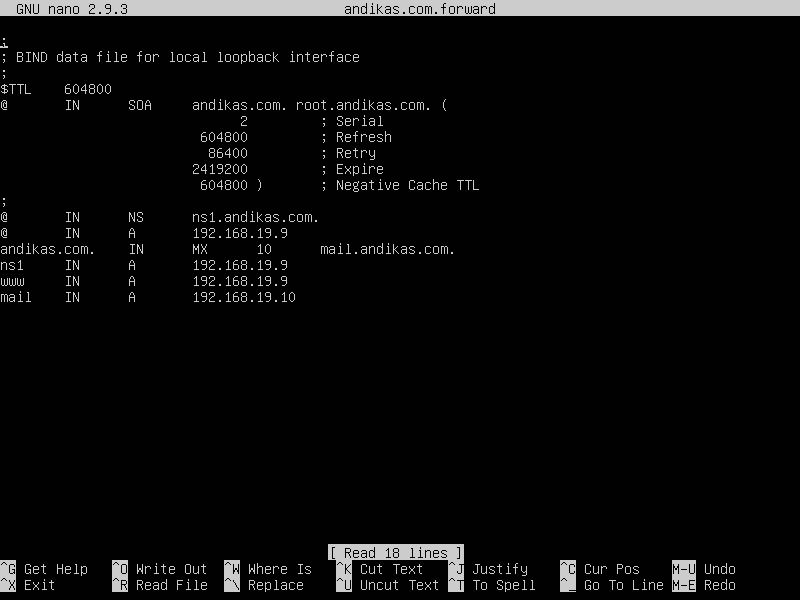 GNU nano 2.9.3 andikas.com.forward
;
; BIND data file for local loopback interface
;
$TTL 604800
@ IN SOA andikas.com. root.andikas.com. (
2 ; Serial
604800 ; Refresh
86400 ; Retry
2419200 ; Expire
604800 ) ; Negative Cache TTL
;
@ IN NS ns1.andikas.com.
@ IN A 192.168.19.9
andikas.com. IN MX 10 mail.andikas.com.
ns1 IN A 192.168.19.9
www IN A 192.168.19.9
mail IN A 192.168.19.10
[ Read 18 lines ]
^G Get Help ^O Write Out ^W Where Is ^K Cut Text ^J Justify ^C Cur Pos M-U Undo
^X Exit ^R Read File ^\ Replace ^U Uncut Text ^T To Spell ^_ Go To Line M-E Redo